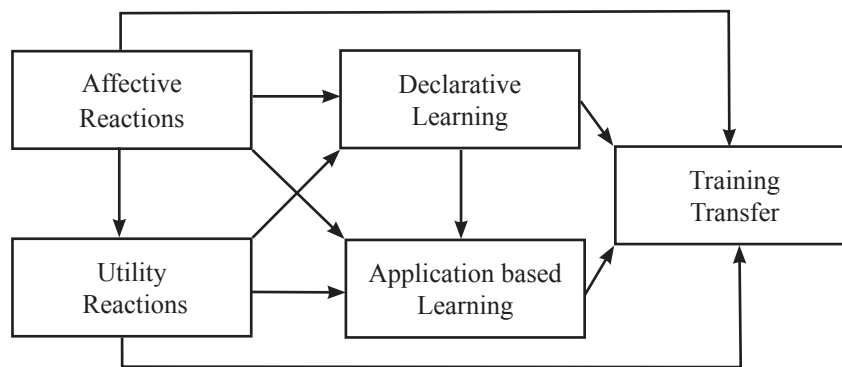 Affective
Reactions
Declarative
Learning
Training
Transfer
Utility
Reactions
Application based
Learning